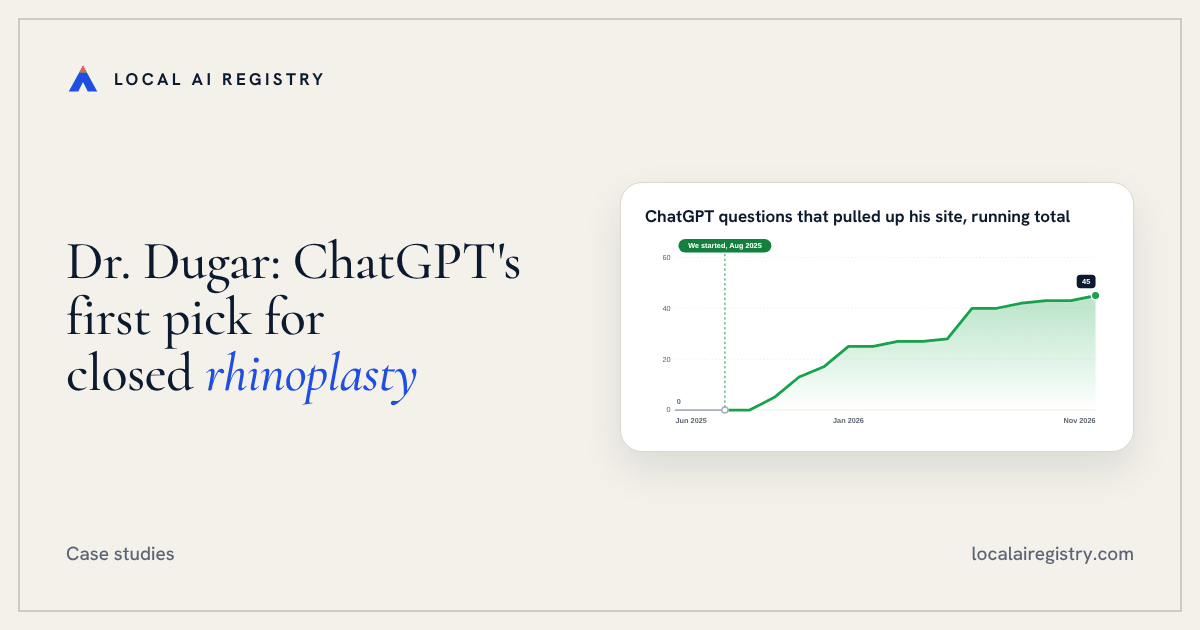 LOCAL AI REGISTRY
Dr. Dugar: ChatGPT's
first pick for
closed rhinoplasty
ChatGPT questions that pulled up his site, running total
We started, Aug 2025
60
40
20
0
0
45
Jun 2025
Jan 2026
Nov 2026
Case studies
localairegistry.com